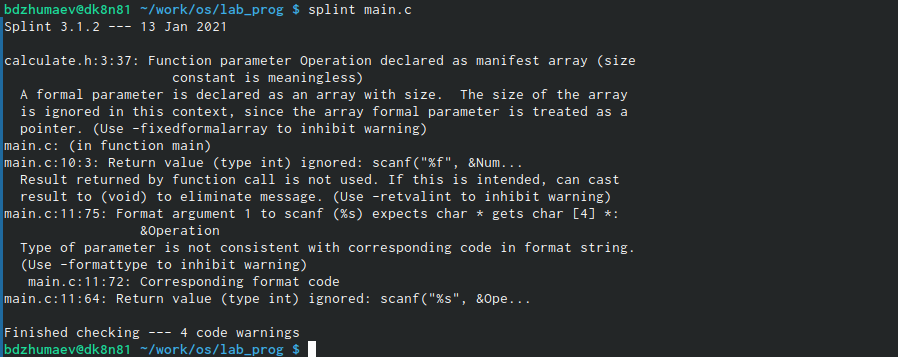 bdzhumaev@dk8n81 ~/work/os/lab_prog $ splint main.c
Splint 3.1.2 --- 13 Jan 2021

calculate.h:3:37: Function parameter Operation declared as manifest array (size
                     constant is meaningless)
  A formal parameter is declared as an array with size.  The size of the array
  is ignored in this context, since the array formal parameter is treated as a
  pointer. (Use -fixedformalarray to inhibit warning)
main.c: (in function main)
main.c:10:3: Return value (type int) ignored: scanf("%f", &Num...
  Result returned by function call is not used. If this is intended, can cast
  result to (void) to eliminate message. (Use -retvalint to inhibit warning)
main.c:11:75: Format argument 1 to scanf (%s) expects char * gets char [4] *:
                 &Operation
  Type of parameter is not consistent with corresponding code in format string.
  (Use -formattype to inhibit warning)
   main.c:11:72: Corresponding format code
main.c:11:64: Return value (type int) ignored: scanf("%s", &Ope...

Finished checking --- 4 code warnings
bdzhumaev@dk8n81 ~/work/os/lab_prog $